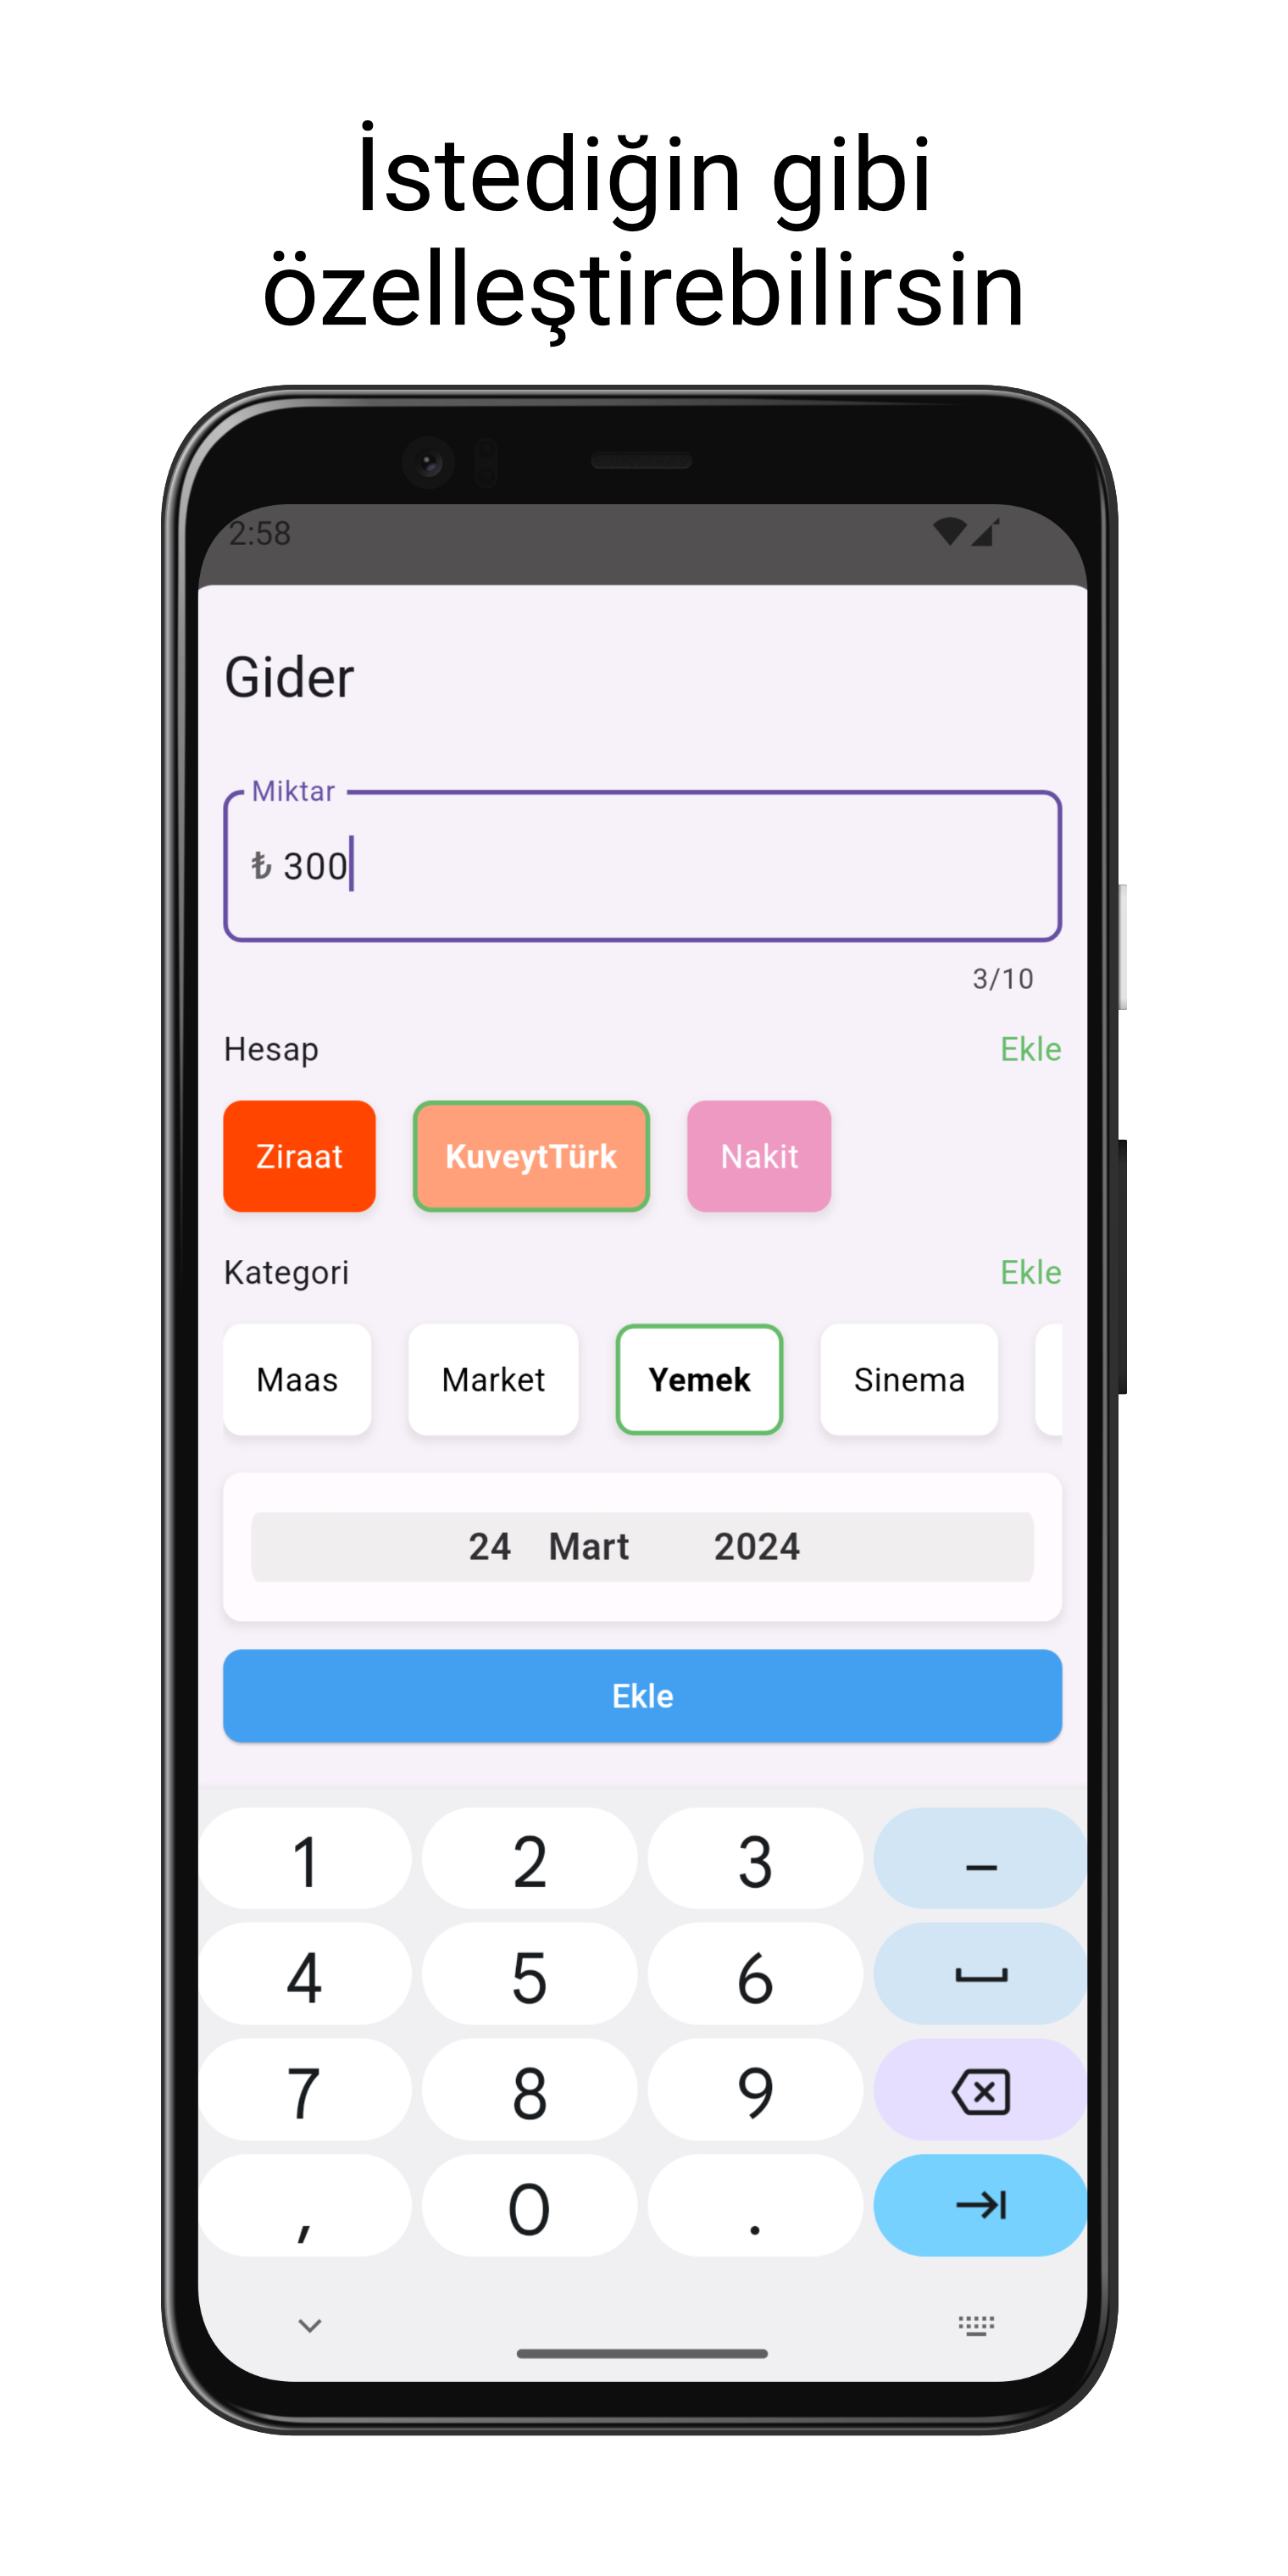 İstediğin gibi
özelleştirebilirsin
2:58
Gider
Miktar
₺ 300
3/10
Hesap Ekle
Ziraat KuveytTürk Nakit
Kategori Ekle
Maas Market Yemek Sinema
24 Mart 2024
Ekle
1 2 3 –
4 5 6
7 8 9
, 0 .